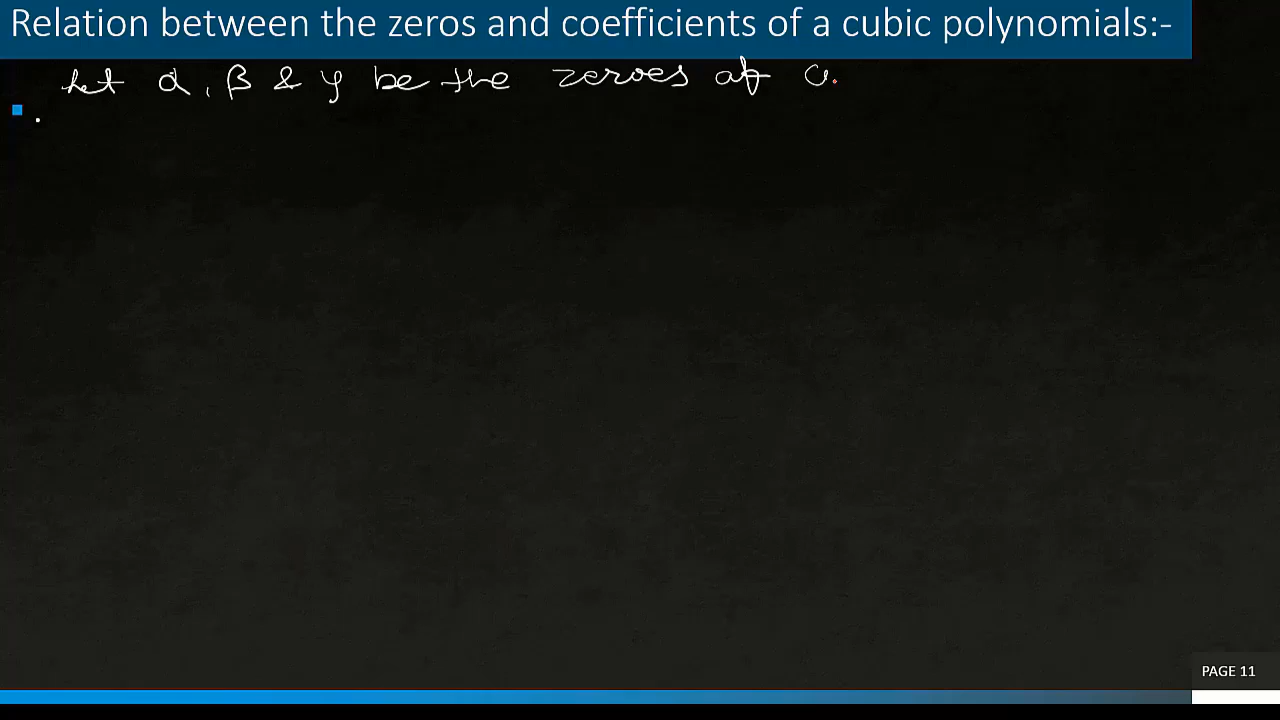 Relation between the zeros and coefficients of a cubic polynomials:-
Let α, β & γ be the zeroes of a
PAGE 11